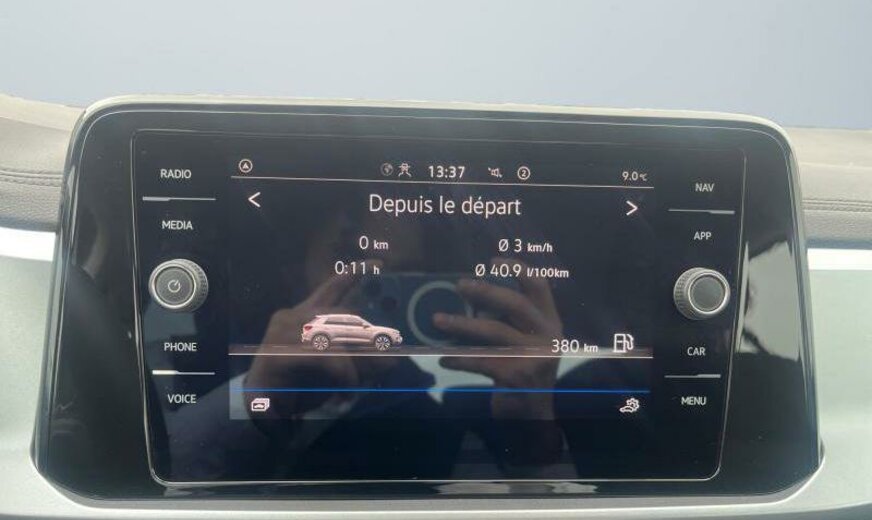 RADIO
MEDIA
PHONE
VOICE
13:37
2
9.0°C
< Depuis le départ >
0 km
Ø 3 km/h
0:11 h
Ø 40.9 l/100km
380 km
NAV
APP
CAR
MENU